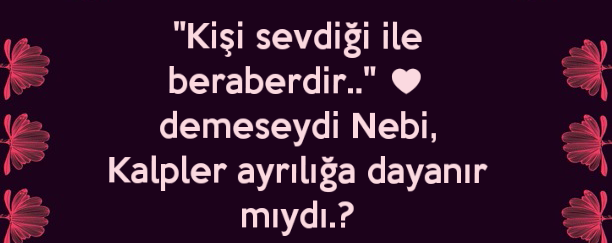 "Kişi sevdiği ile
beraberdir.." ♥
demeseydi Nebi,
Kalpler ayrılığa dayanır
mıydı.?